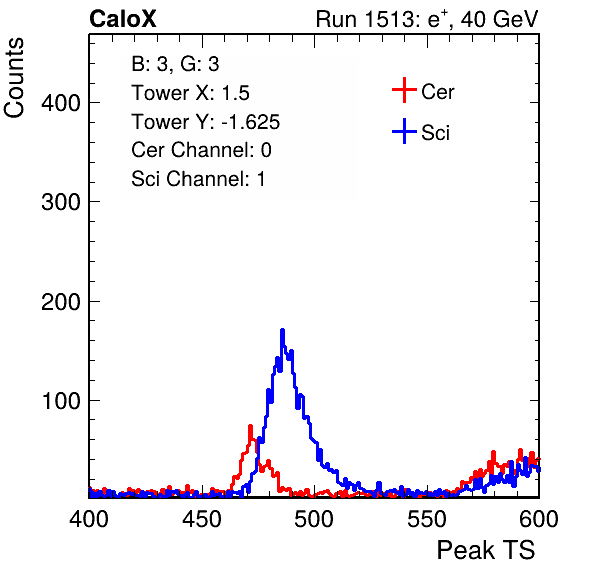 CaloX Run 1513: e⁺, 40 GeV
Counts
B: 3, G: 3
Tower X: 1.5
Tower Y: -1.625
Cer Channel: 0
Sci Channel: 1
Cer
Sci
400
300
200
100
400 450 500 550 600
Peak TS